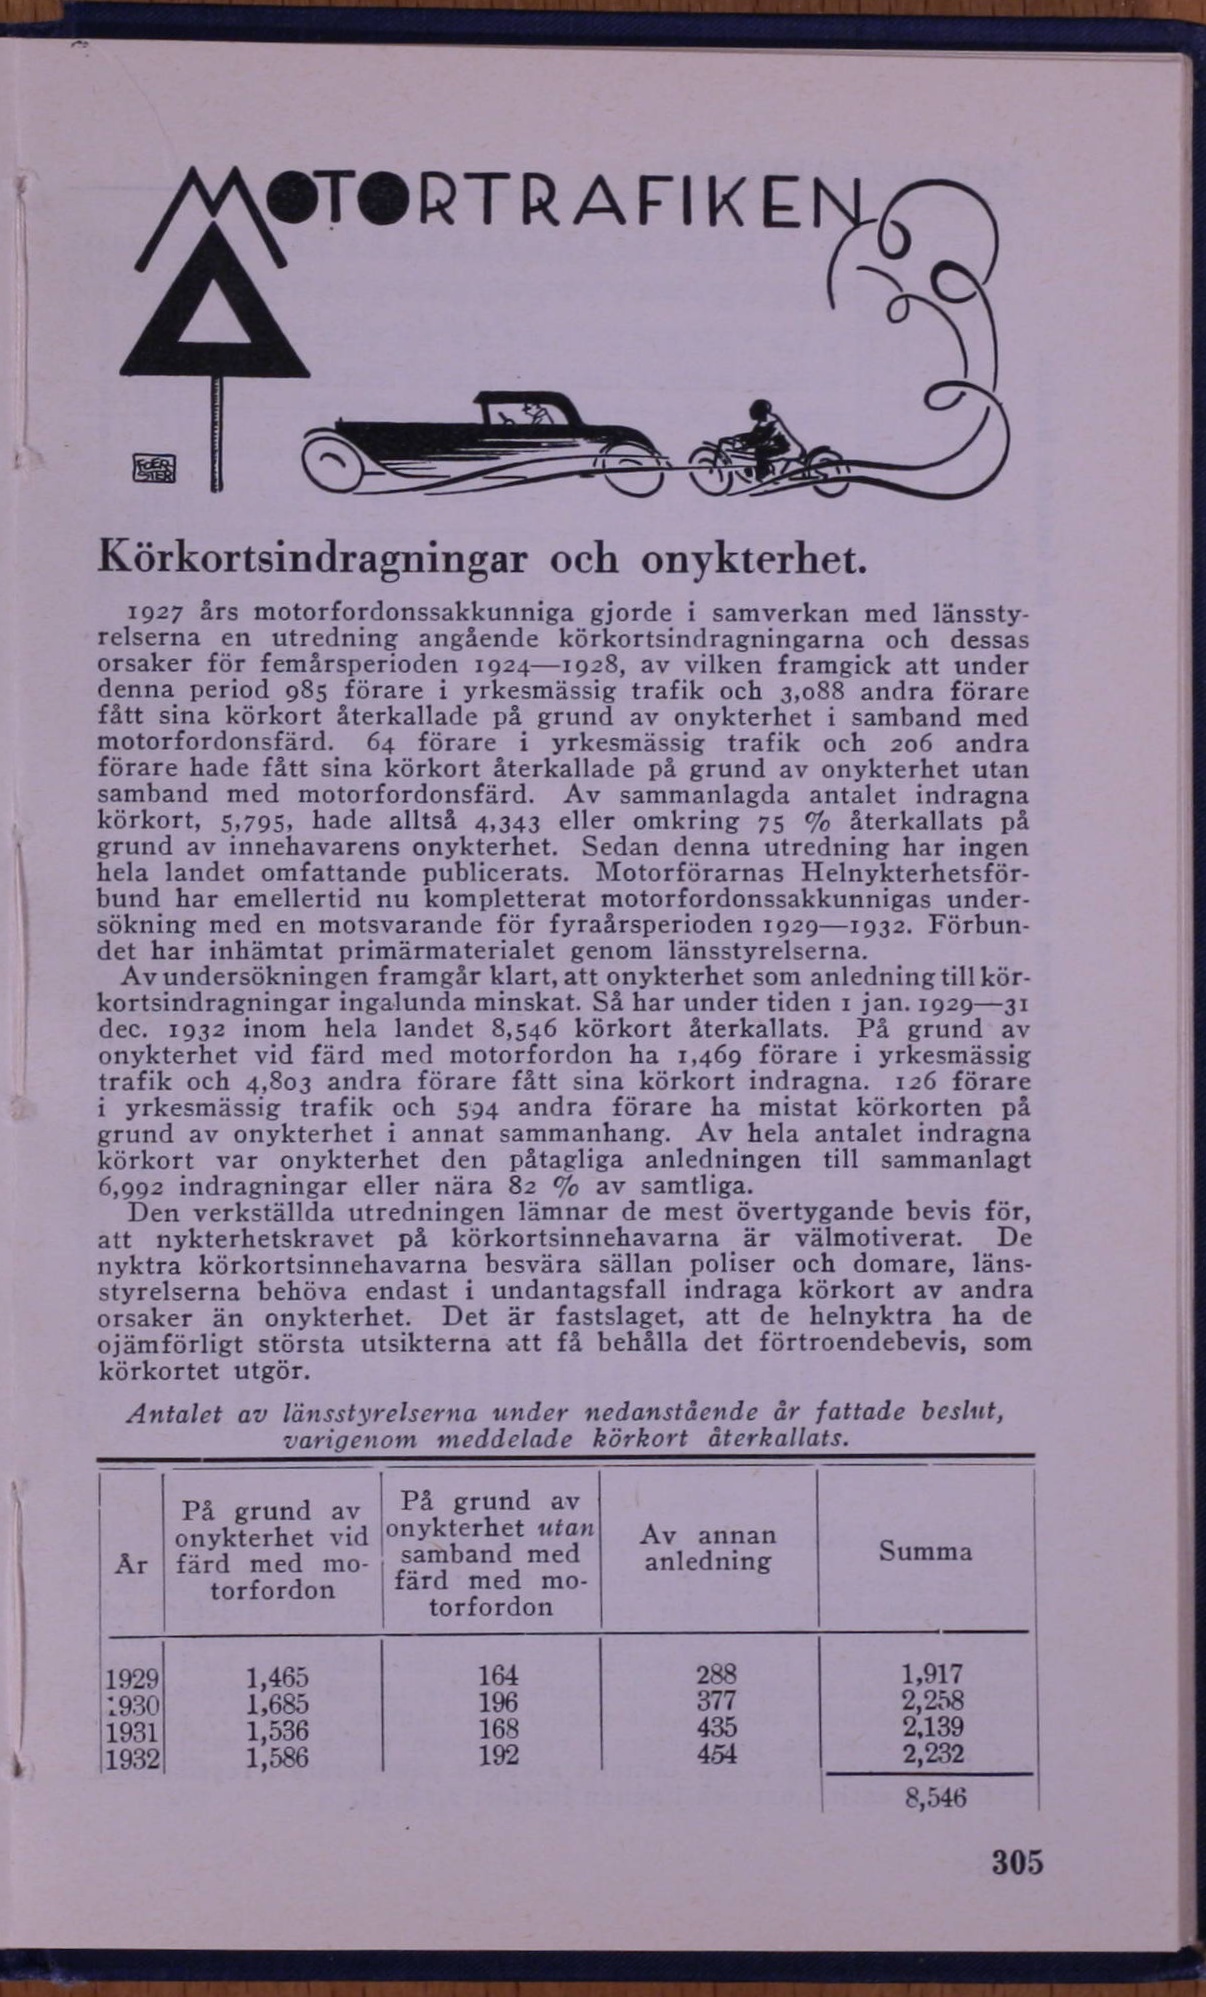 MOTORTRAFIKEN
FOER
STER
Körkortsindragningar och onykterhet.
1927 års motorfordonssakkunniga gjorde i samverkan med länssty-
relserna en utredning angående körkortsindragningarna och dessas
orsaker för femårsperioden 1924—1928, av vilken framgick att under
denna period 985 förare i yrkesmässig trafik och 3,088 andra förare
fått sina körkort återkallade på grund av onykterhet i samband med
motorfordonsfärd. 64 förare i yrkesmässig trafik och 206 andra
förare hade fått sina körkort återkallade på grund av onykterhet utan
samband med motorfordonsfärd. Av sammanlagda antalet indragna
körkort, 5,795, hade alltså 4,343 eller omkring 75 % återkallats på
grund av innehavarens onykterhet. Sedan denna utredning har ingen
hela landet omfattande publicerats. Motorförarnas Helnykterhetsför-
bund har emellertid nu kompletterat motorfordonssakkunnigas under-
sökning med en motsvarande för fyraårsperioden 1929—1932. Förbun-
det har inhämtat primärmaterialet genom länsstyrelserna.
Av undersökningen framgår klart, att onykterhet som anledning till kör-
kortsindragningar ingalunda minskat. Så har under tiden 1 jan. 1929—31
dec. 1932 inom hela landet 8,546 körkort återkallats. På grund av
onykterhet vid färd med motorfordon ha 1,469 förare i yrkesmässig
trafik och 4,803 andra förare fått sina körkort indragna. 126 förare
i yrkesmässig trafik och 594 andra förare ha mistat körkorten på
grund av onykterhet i annat sammanhang. Av hela antalet indragna
körkort var onykterhet den påtagliga anledningen till sammanlagt
6,992 indragningar eller nära 82 % av samtliga.
Den verkställda utredningen lämnar de mest övertygande bevis för,
att nykterhetskravet på körkortsinnehavarna är välmotiverat. De
nyktra körkortsinnehavarna besvära sällan poliser och domare, läns-
styrelserna behöva endast i undantagsfall indraga körkort av andra
orsaker än onykterhet. Det är fastslaget, att de helnyktra ha de
ojämförligt största utsikterna att få behålla det förtroendebevis, som
körkortet utgör.
Antalet av länsstyrelserna under nedanstående år fattade beslut,
varigenom meddelade körkort återkallats.
År
På grund av
onykterhet vid
färd med mo-
torfordon
På grund av
onykterhet utan
samband med
färd med mo-
torfordon
Av annan
anledning
Summa
1929 1,465 164 288 1,917
1930 1,685 196 377 2,258
1931 1,536 168 435 2,139
1932 1,586 192 454 2,232
8,546
305